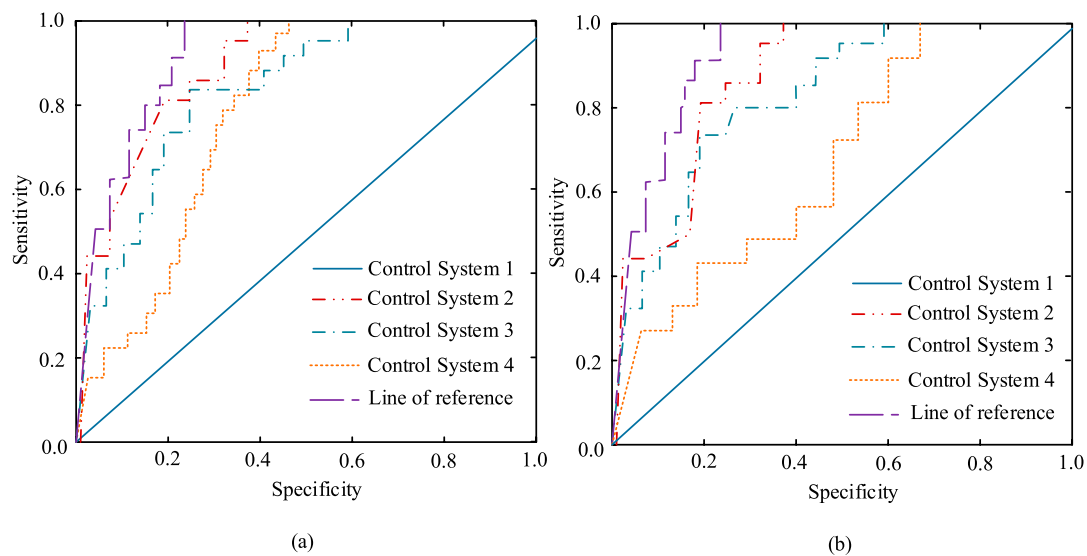 1.0
0.8
0.6
0.4
0.2
0.0
Sensitivity
0.2
0.4
0.6
0.8
1.0
Specificity
Control System 1
Control System 2
Control System 3
Control System 4
Line of reference
(a)
1.0
0.8
0.6
0.4
0.2
0.0
Sensitivity
0.2
0.4
0.6
0.8
1.0
Specificity
Control System 1
Control System 2
Control System 3
Control System 4
Line of reference
(b)